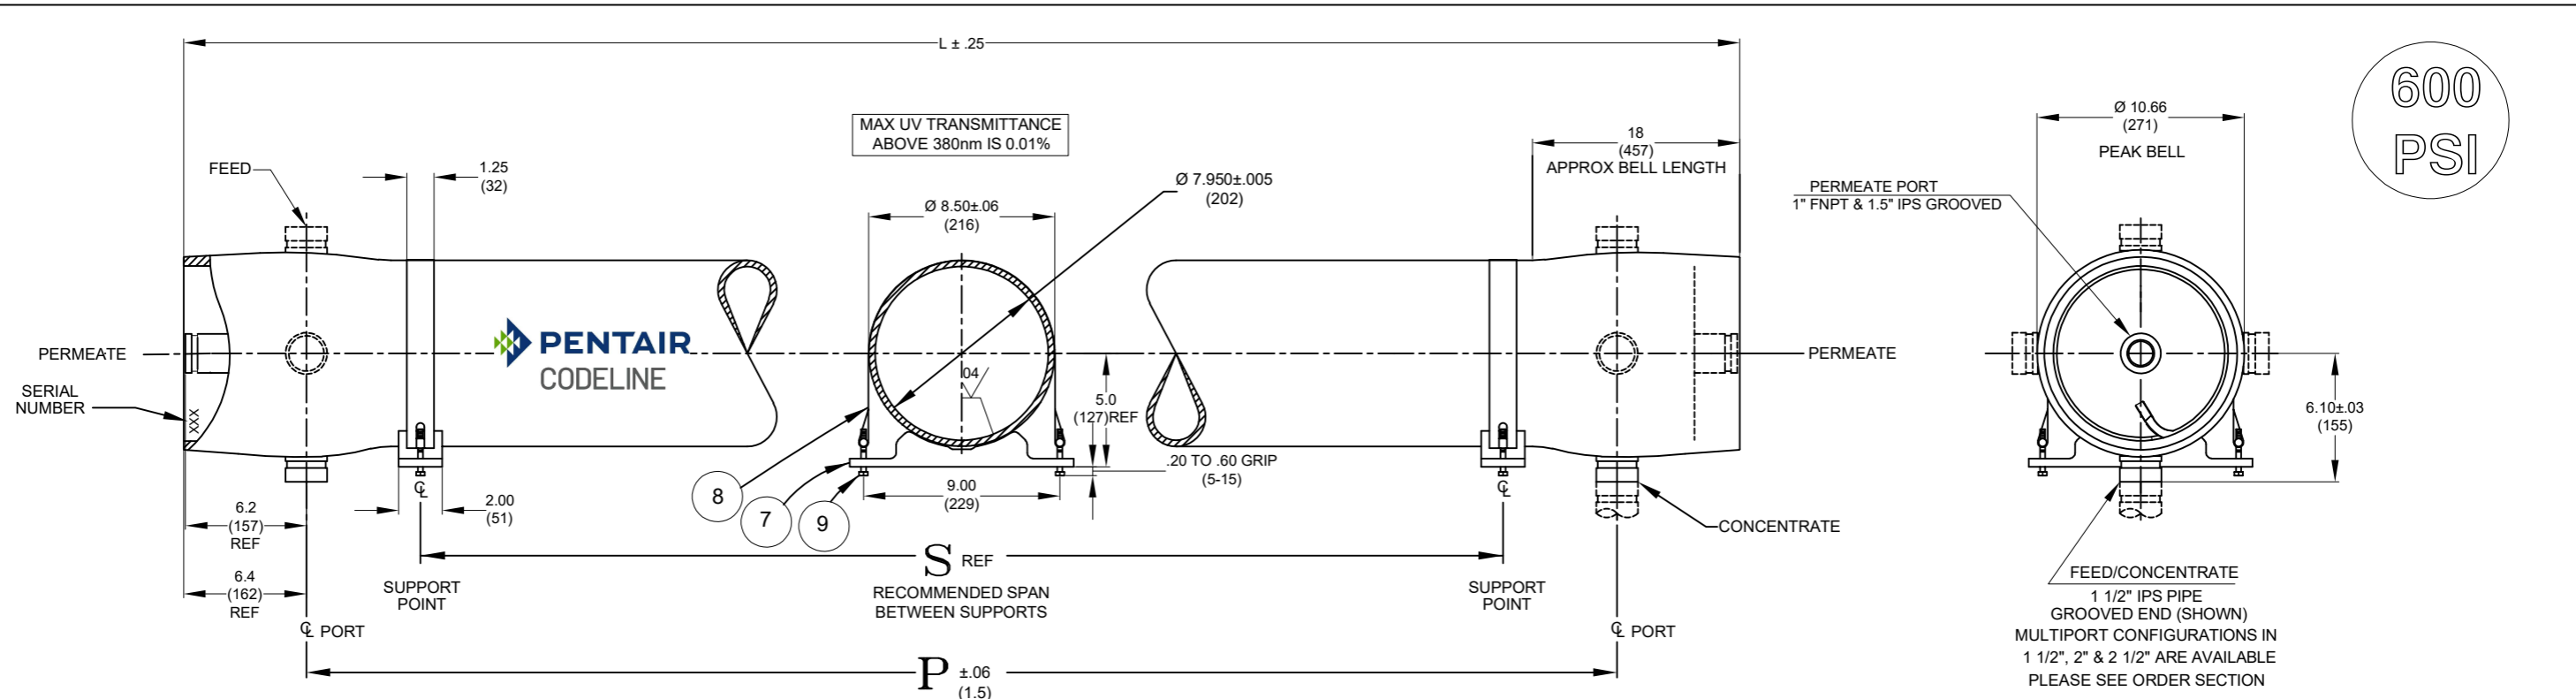 L ± .25
600
PSI
MAX UV TRANSMITTANCE
ABOVE 380nm IS 0.01%
18
(457)
APPROX BELL LENGTH
Ø 10.66
(271)
PEAK BELL
FEED
1.25
(32)
Ø 7.950±.005
(202)
Ø 8.50±.06
(216)
PERMEATE PORT
1" FNPT & 1.5" IPS GROOVED
PENTAIR
CODELINE
PERMEATE
PERMEATE
SERIAL
NUMBER
XXX
.04
5.0
(127)REF
6.10±.03
(155)
.20 TO .60 GRIP
(5-15)
8
7
9
9.00
(229)
℄
2.00
(51)
℄
6.2
(157)
REF
CONCENTRATE
S REF
RECOMMENDED SPAN
BETWEEN SUPPORTS
SUPPORT
POINT
SUPPORT
POINT
6.4
(162)
REF
℄ PORT
℄ PORT
FEED/CONCENTRATE
1 1/2" IPS PIPE
GROOVED END (SHOWN)
MULTIPORT CONFIGURATIONS IN
1 1/2", 2" & 2 1/2" ARE AVAILABLE
PLEASE SEE ORDER SECTION
P ±.06
(1.5)